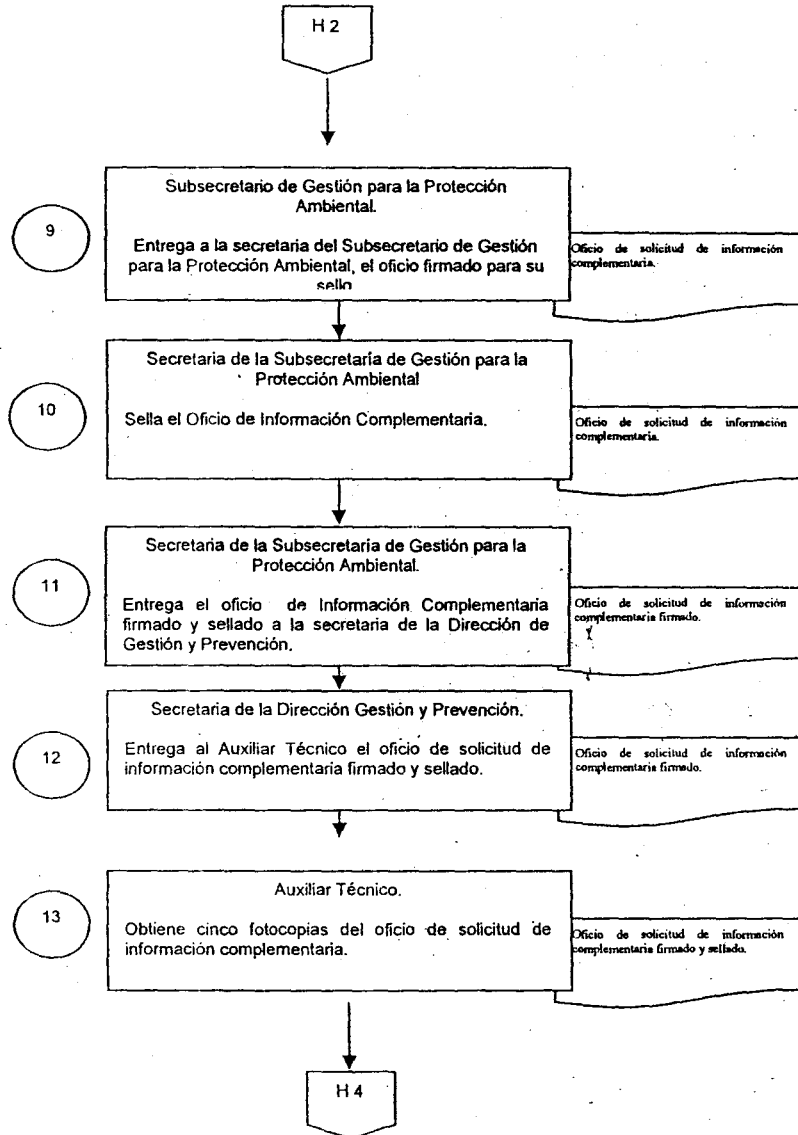 H 2
9
Subsecretario de Gestión para la Protección
Ambiental.
Entrega a la secretaria del Subsecretario de Gestión
para la Protección Ambiental, el oficio firmado para su
sello
Oficio de solicitud de información
complementaria.
10
Secretaria de la Subsecretaría de Gestión para la
Protección Ambiental
Sella el Oficio de Información Complementaria.
Oficio de solicitud de información
complementaria.
11
Secretaria de la Subsecretaría de Gestión para la
Protección Ambiental.
Entrega el oficio de Información Complementaria
firmado y sellado a la secretaria de la Dirección de
Gestión y Prevención.
Oficio de solicitud de información
complementaria firmado.
12
Secretaria de la Dirección Gestión y Prevención.
Entrega al Auxiliar Técnico el oficio de solicitud de
información complementaria firmado y sellado.
Oficio de solicitud de información
complementaria firmado.
13
Auxiliar Técnico.
Obtiene cinco fotocopias del oficio de solicitud de
información complementaria.
Oficio de solicitud de información
complementaria firmado y sellado.
H 4